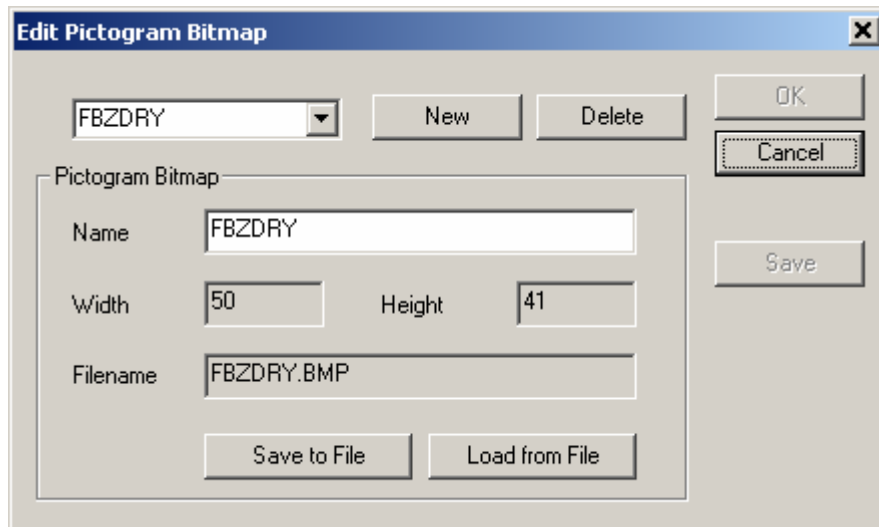 Edit Pictogram Bitmap
FBZDRY New Delete OK
Cancel
Pictogram Bitmap
Name FBZDRY
Save
Width 50 Height 41
Filename FBZDRY.BMP
Save to File Load from File